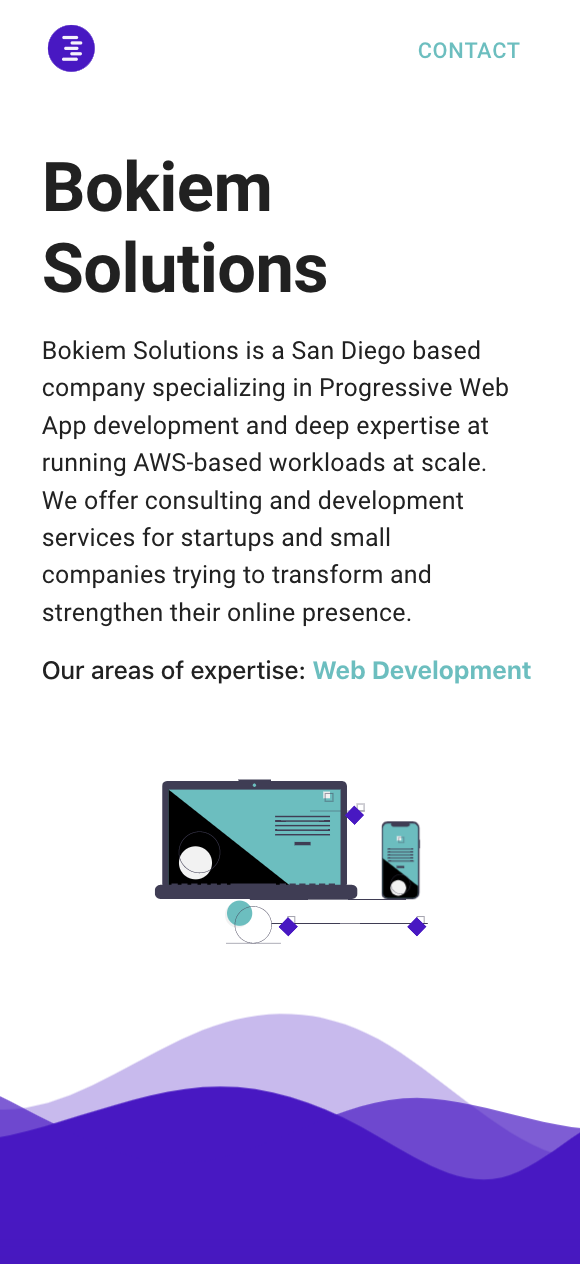 CONTACT
Bokiem
Solutions
Bokiem Solutions is a San Diego based
company specializing in Progressive Web
App development and deep expertise at
running AWS-based workloads at scale.
We offer consulting and development
services for startups and small
companies trying to transform and
strengthen their online presence.
Our areas of expertise: Web Development